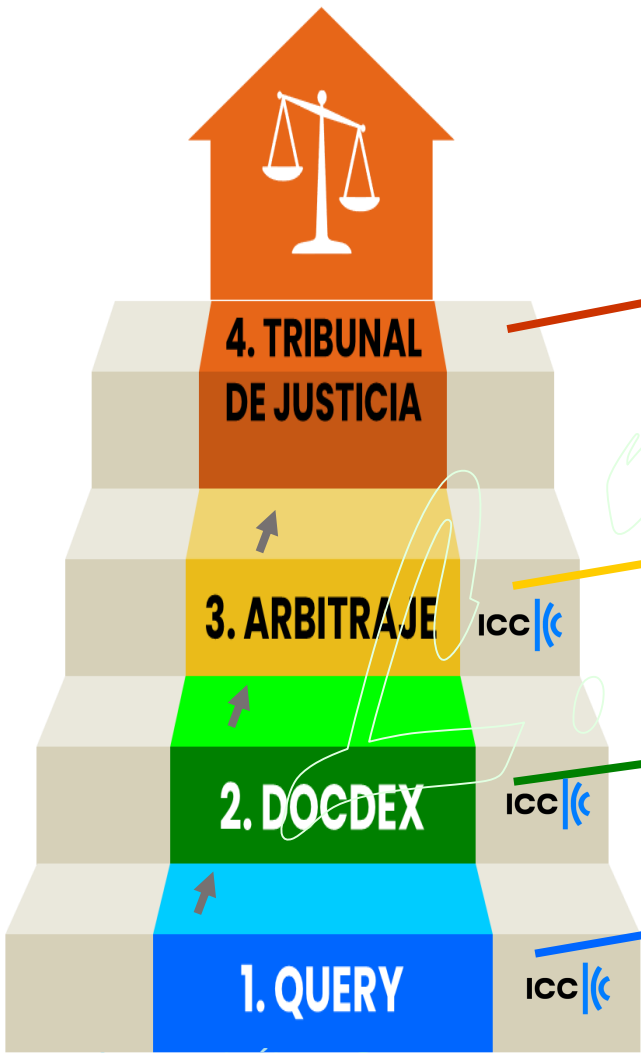 4. TRIBUNAL
DE JUSTICIA
3. ARBITRAJE
ICC
2. DOCDEX
ICC
1. QUERY
ICC